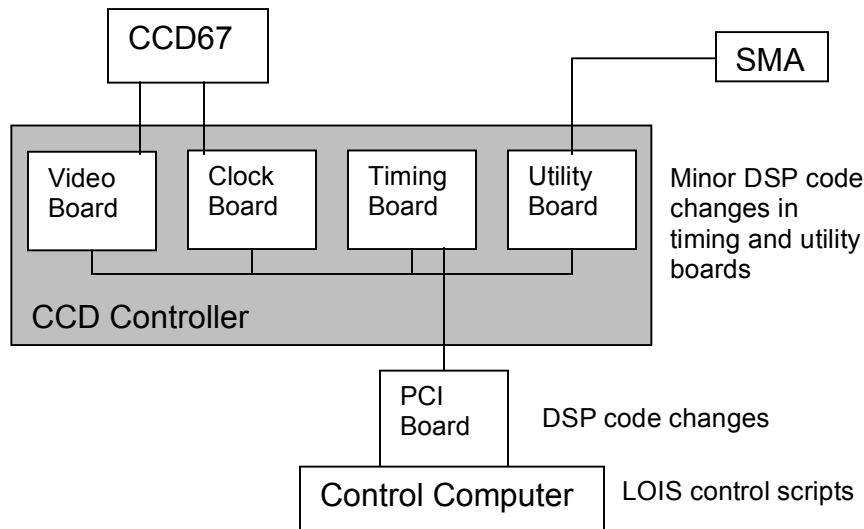 CCD67
SMA
Video
Board
Clock
Board
Timing
Board
Utility
Board
Minor DSP code
changes in
timing and utility
boards
CCD Controller
PCI
Board
DSP code changes
Control Computer
LOIS control scripts